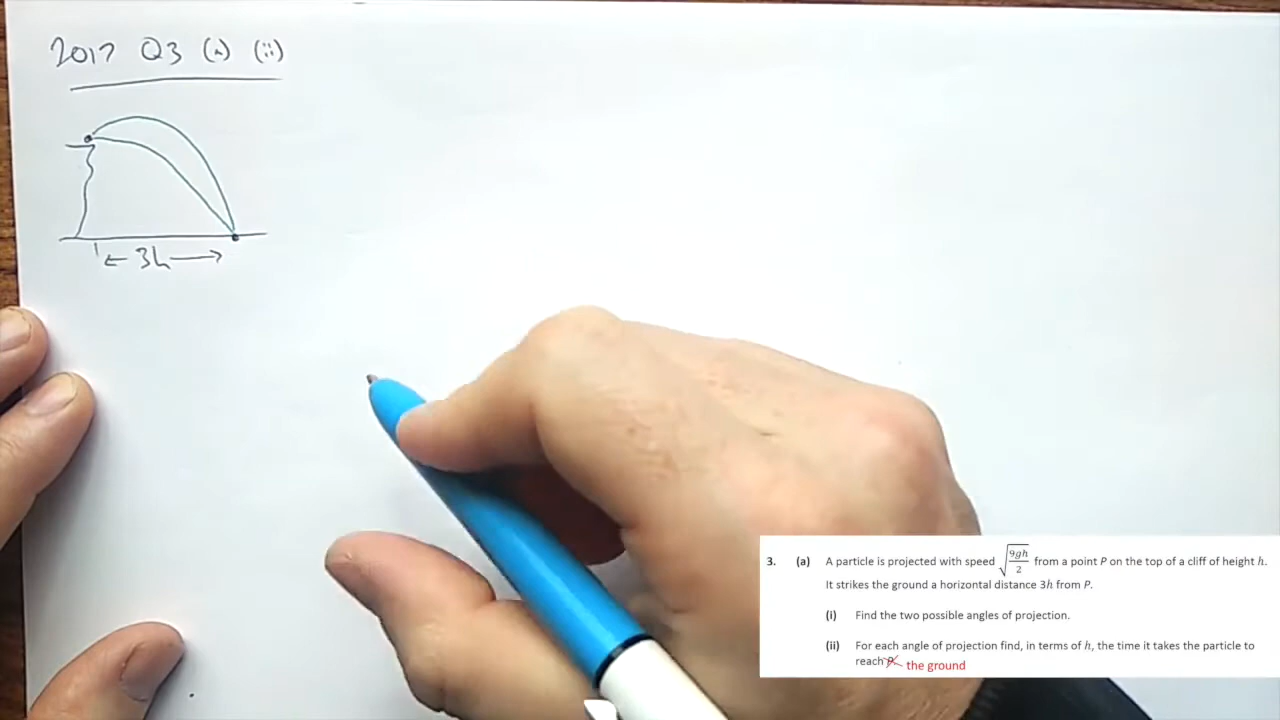 2017 Q3 (a) (ii)
← 3h →
3. (a) A particle is projected with speed √(9gh/2) from a point P on the top of a cliff of height h.
It strikes the ground a horizontal distance 3h from P.
(i) Find the two possible angles of projection.
(ii) For each angle of projection find, in terms of h, the time it takes the particle to
reach P. the ground